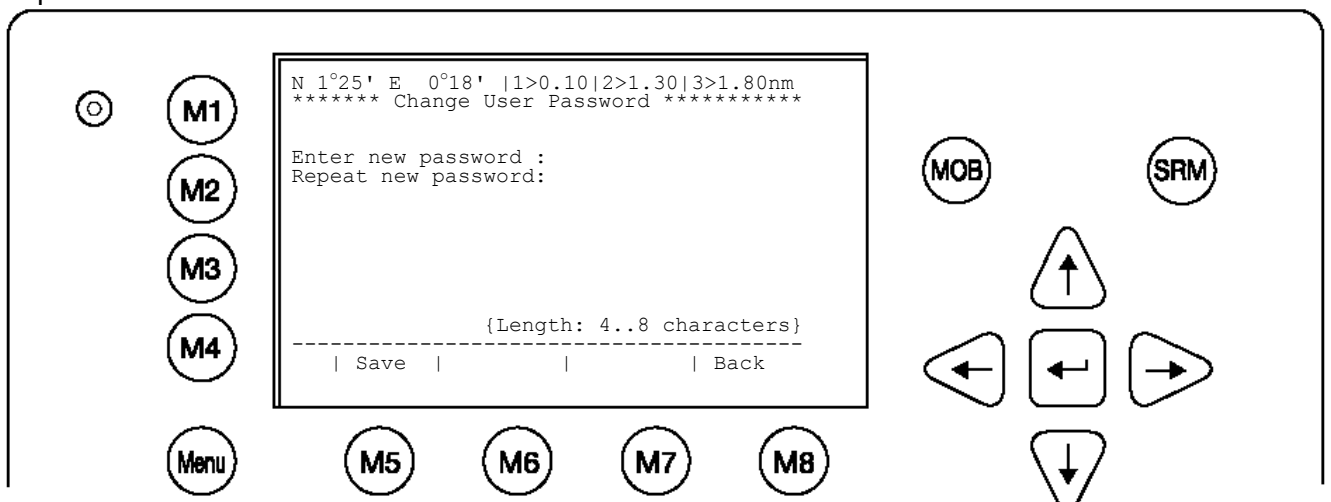 N 1°25' E 0°18' |1>0.10|2>1.30|3>1.80nm
******* Change User Password ***********
Enter new password :
Repeat new password:
{Length: 4..8 characters}
----------------------------------------
| Save | | | Back
M1
M2
M3
M4
MOB
SRM
Menu
M5
M6
M7
M8